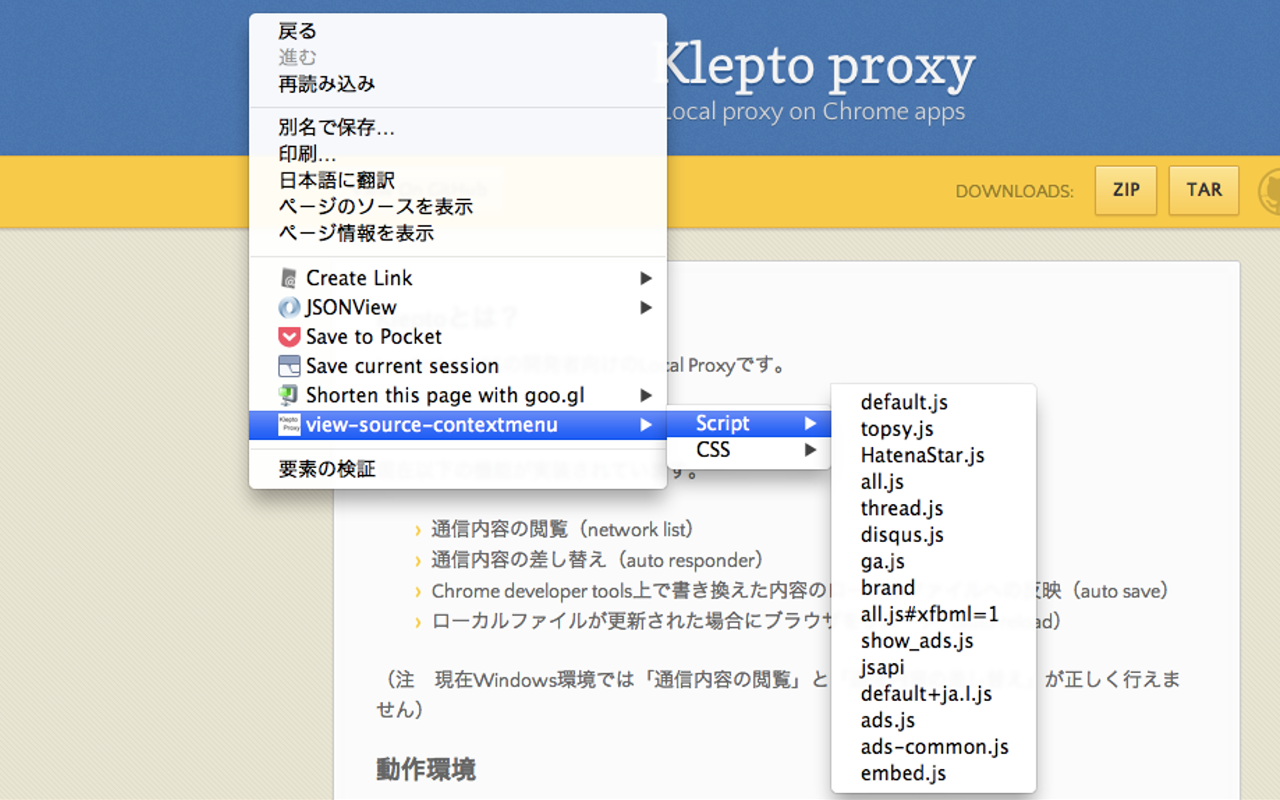 Klepto proxy
Local proxy on Chrome apps
DOWNLOADS:
ZIP
TAR
戻る
進む
再読み込み
別名で保存...
印刷...
日本語に翻訳
ページのソースを表示
ページ情報を表示
Create Link
JSONView
Save to Pocket
Save current session
Shorten this page with goo.gl
view-source-contextmenu
Klepto
Proxy
要素の検証
Script
CSS
default.js
topsy.js
HatenaStar.js
all.js
thread.js
disqus.js
ga.js
brand
all.js#xfbml=1
show_ads.js
jsapi
default+ja.I.js
ads.js
ads-common.js
embed.js
とは？
Local Proxyです。
す。
› 通信内容の閲覧（network list）
› 通信内容の差し替え（auto responder）
› Chrome developer tools上で書き換えた内容のローカルファイルへの反映（auto save）
› ローカルファイルが更新された場合にブラウザ
（注　現在Windows環境では「通信内容の閲覧」と が正しく行えま
せん）
動作環境